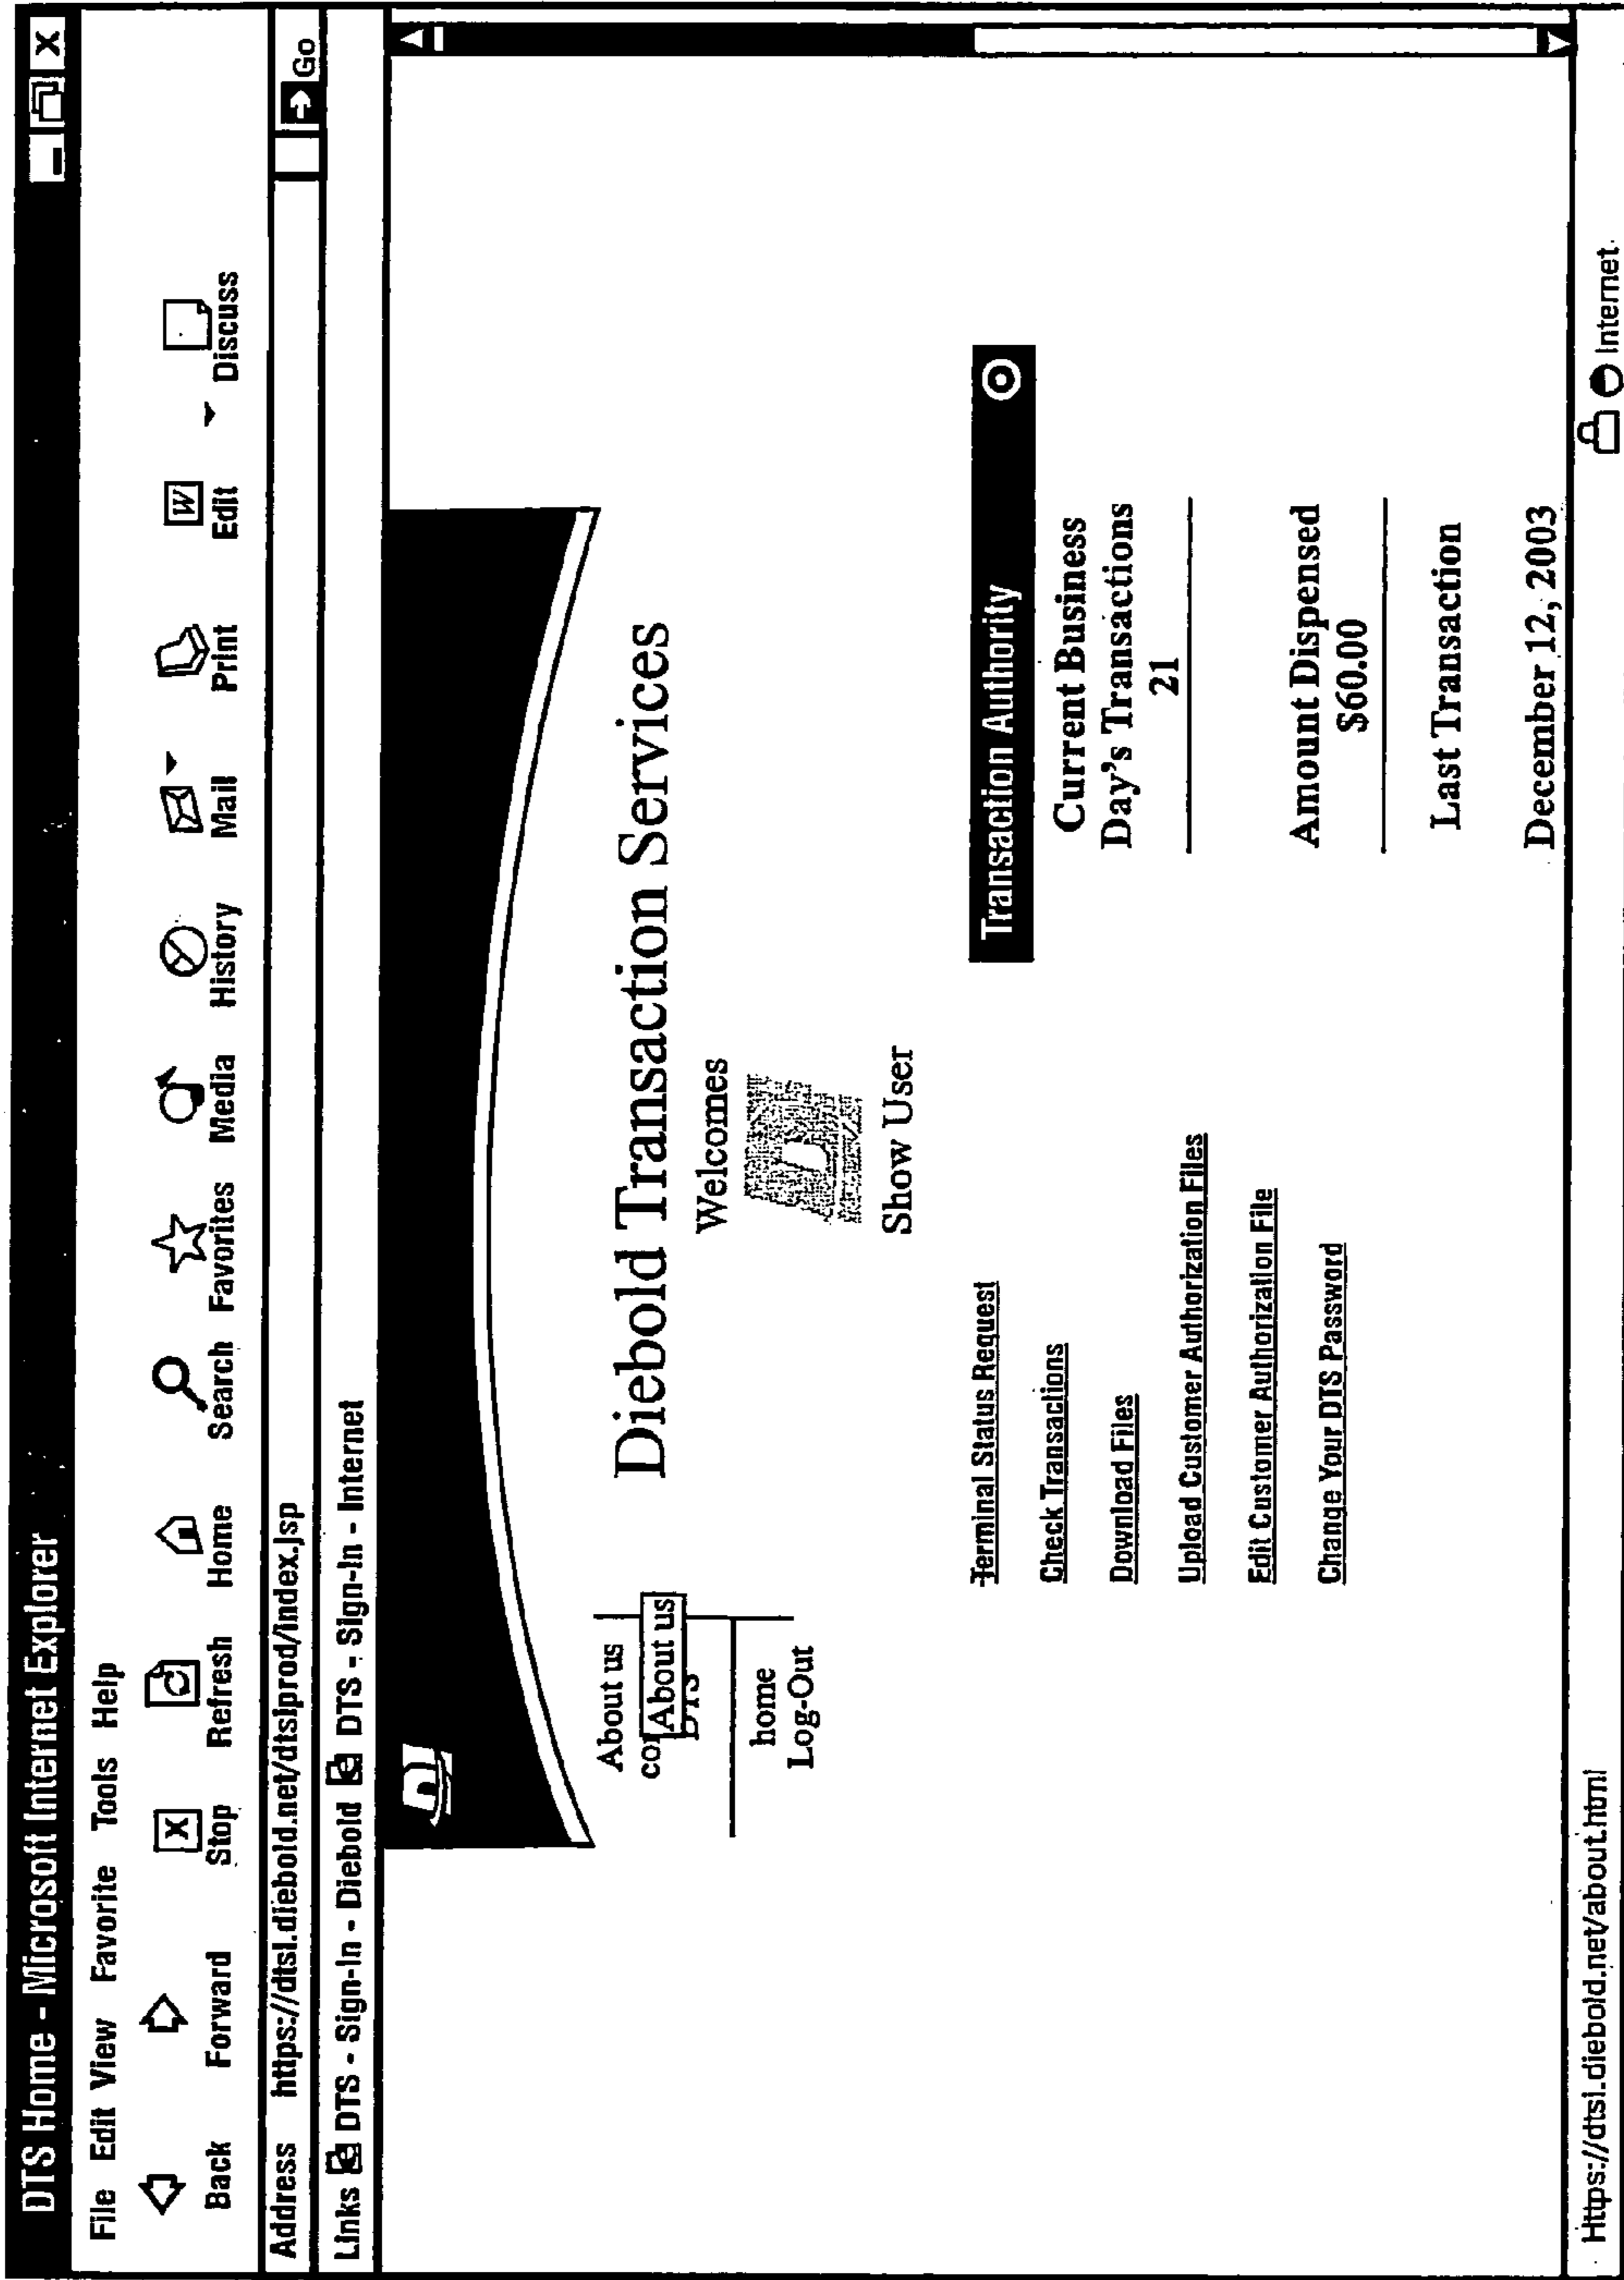 DTS Home - Microsoft Internet Explorer
File Edit View Favorite Tools Help
Back Forward Stop Refresh Home Search Favorites Media History Mail Print Edit Discuss
Address https://dtsl.diebold.net/dtslprod/index.jsp Go
Links DTS - Sign-In - Diebold DTS - Sign-In - Internet
Diebold Transaction Services
Welcomes
Show User
About us
About us
DTS
home
Log-Out
Terminal Status Request
Check Transactions
Download Files
Upload Customer Authorization Files
Edit Customer Authorization File
Change Your DTS Password
Transaction Authority
Current Business
Day's Transactions
21
Amount Dispensed
$60.00
Last Transaction
December 12, 2003
Https://dtsi.diebold.net/about.html Internet